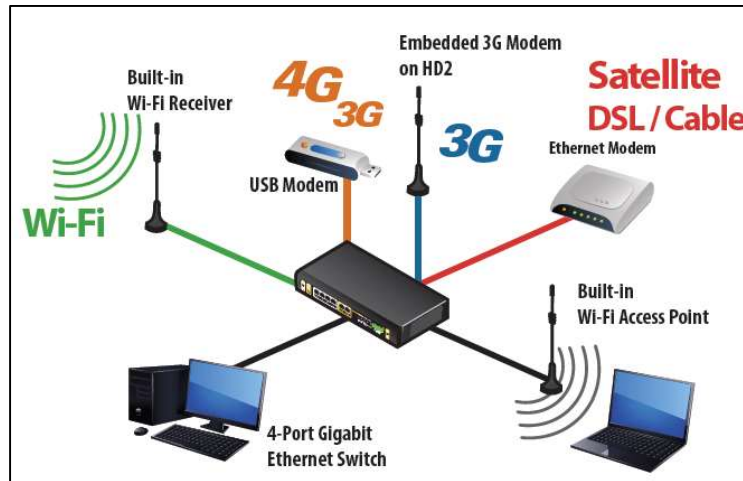 Built-in
Wi-Fi Receiver
4G
3G
USB Modem
Embedded 3G Modem
on HD2
3G
Satellite
DSL / Cable
Ethernet Modem
Wi-Fi
Built-in
Wi-Fi Access Point
4-Port Gigabit
Ethernet Switch